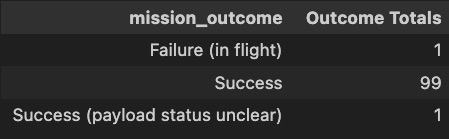 mission_outcome Outcome Totals
Failure (in flight) 1
Success 99
Success (payload status unclear) 1